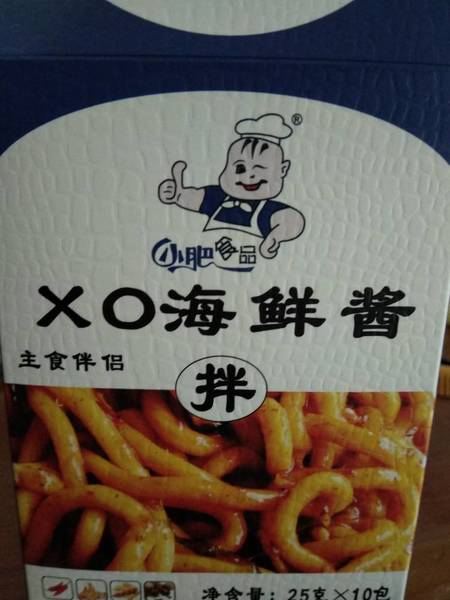 ®
小肥食品
XO海鲜酱
主食伴侣
拌
净含量：25克×10包